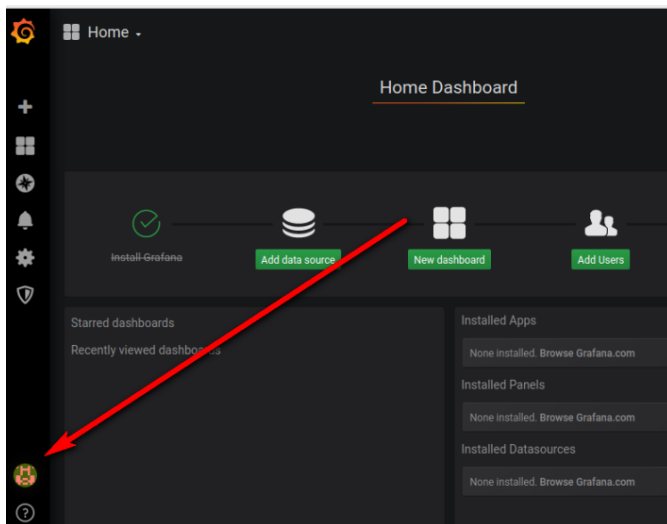 Home
Home Dashboard
Install Grafana
Add data source
New dashboard
Add Users
Starred dashboards
Recently viewed dashboards
Installed Apps
None installed. Browse Grafana.com
Installed Panels
None installed. Browse Grafana.com
Installed Datasources
None installed. Browse Grafana.com
?